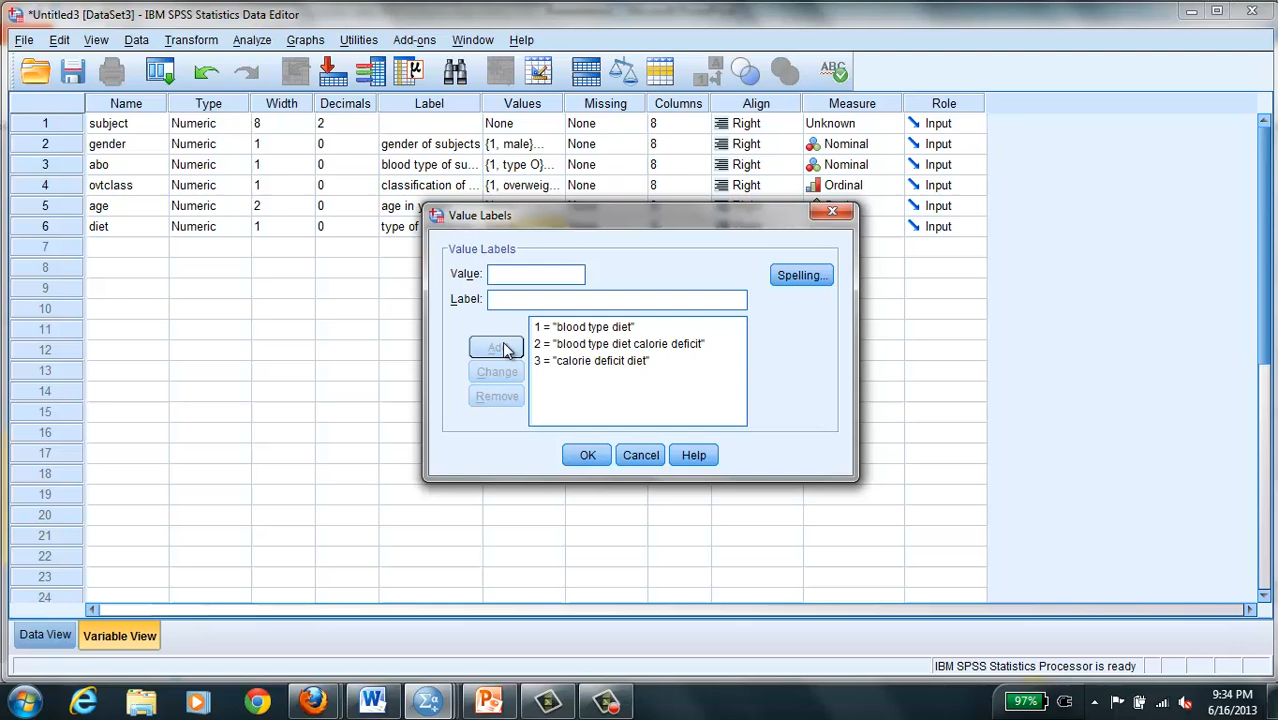 *Untitled3 [DataSet3] - IBM SPSS Statistics Data Editor
File Edit View Data Transform Analyze Graphs Utilities Add-ons Window Help
Name Type Width Decimals Label Values Missing Columns Align Measure Role
1 subject Numeric 8 2 None None 8 Right Unknown Input
2 gender Numeric 1 0 gender of subjects {1, male}... None 8 Right Nominal Input
3 abo Numeric 1 0 blood type of su... {1, type O}... None 8 Right Nominal Input
4 ovtclass Numeric 1 0 classification of ... {1, overweig... None 8 Right Ordinal Input
5 age Numeric 2 0 age in y Input
6 diet Numeric 1 0 type of Input
7
8
9
10
11
12
13
14
15
16
17
18
19
20
21
22
23
24
Value Labels
Value Labels
Value:
Spelling...
Label:
1 = "blood type diet"
2 = "blood type diet calorie deficit"
3 = "calorie deficit diet"
Change
Remove
OK Cancel Help
Data View Variable View
IBM SPSS Statistics Processor is ready
97%
9:34 PM
6/16/2013